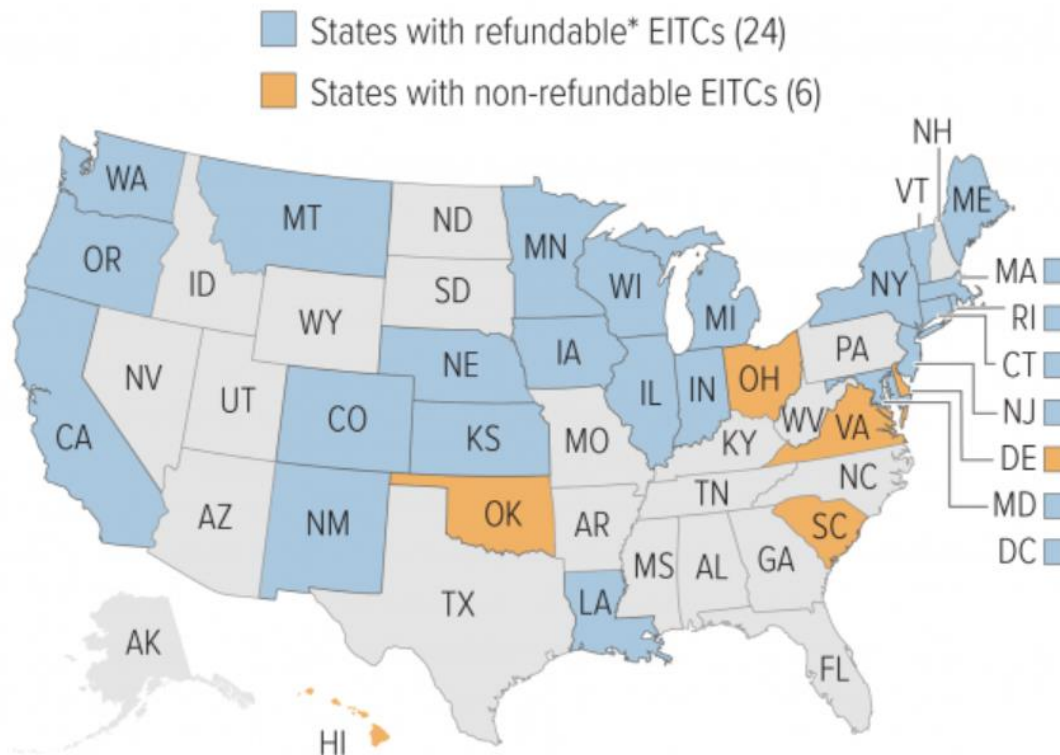 States with refundable* EITCs (24)
States with non-refundable EITCs (6)
NH
VT
ME
WA
MT
ND
MN
OR
ID
SD
WI
NY
MA
WY
MI
RI
NE
IA
PA
CT
NV
UT
CO
IL
IN
OH
NJ
CA
KS
MO
KY
WV
VA
DE
AZ
NM
OK
AR
TN
NC
MD
SC
DC
TX
LA
MS
AL
GA
AK
FL
HI